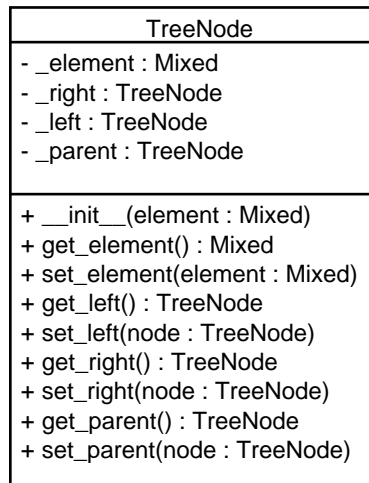 TreeNode
- _element : Mixed
- _right : TreeNode
- _left : TreeNode
- _parent : TreeNode
+ __init__(element : Mixed)
+ get_element() : Mixed
+ set_element(element : Mixed)
+ get_left() : TreeNode
+ set_left(node : TreeNode)
+ get_right() : TreeNode
+ set_right(node : TreeNode)
+ get_parent() : TreeNode
+ set_parent(node : TreeNode)